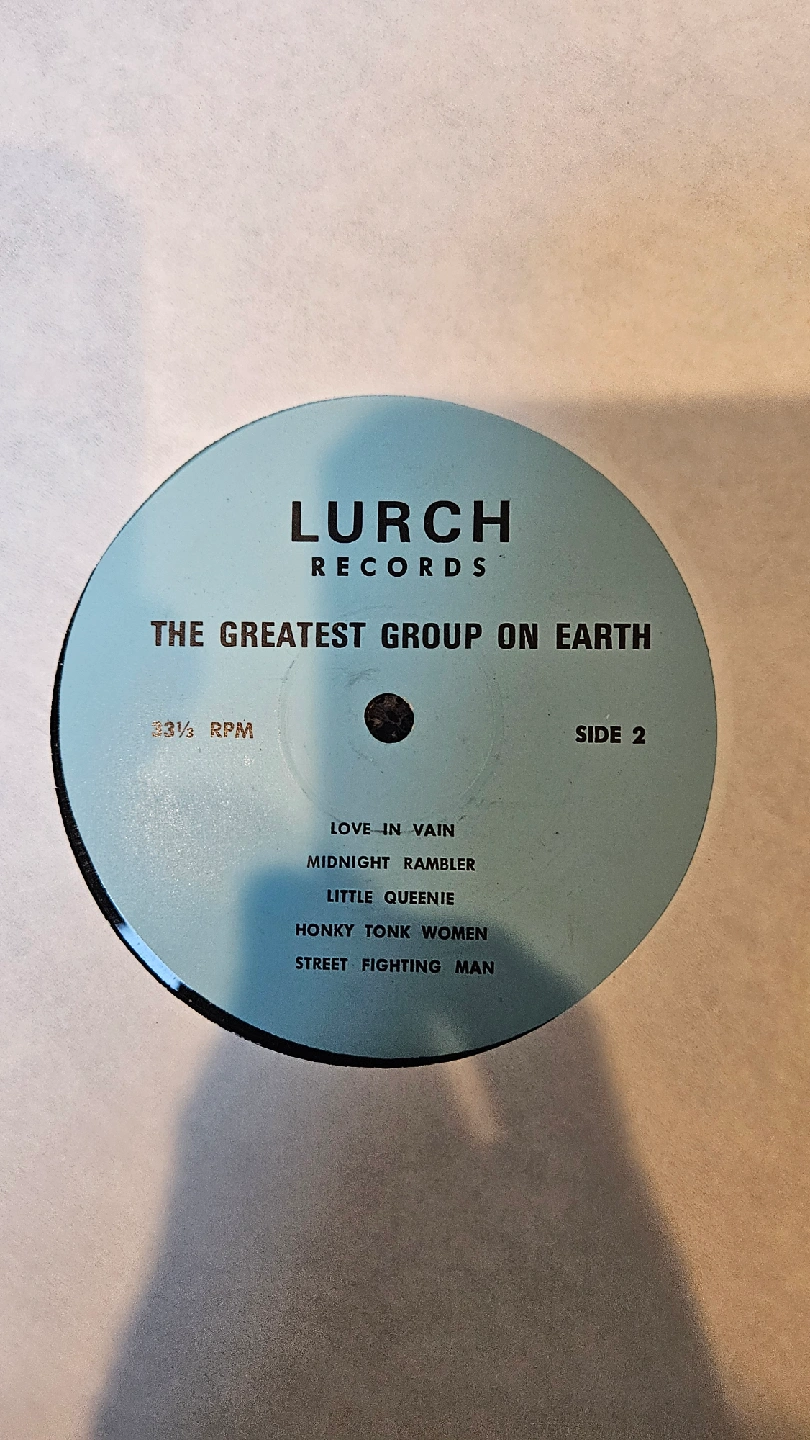 LURCH
RECORDS
THE GREATEST GROUP ON EARTH
33⅓ RPM
SIDE 2
LOVE IN VAIN
MIDNIGHT RAMBLER
LITTLE QUEENIE
HONKY TONK WOMEN
STREET FIGHTING MAN